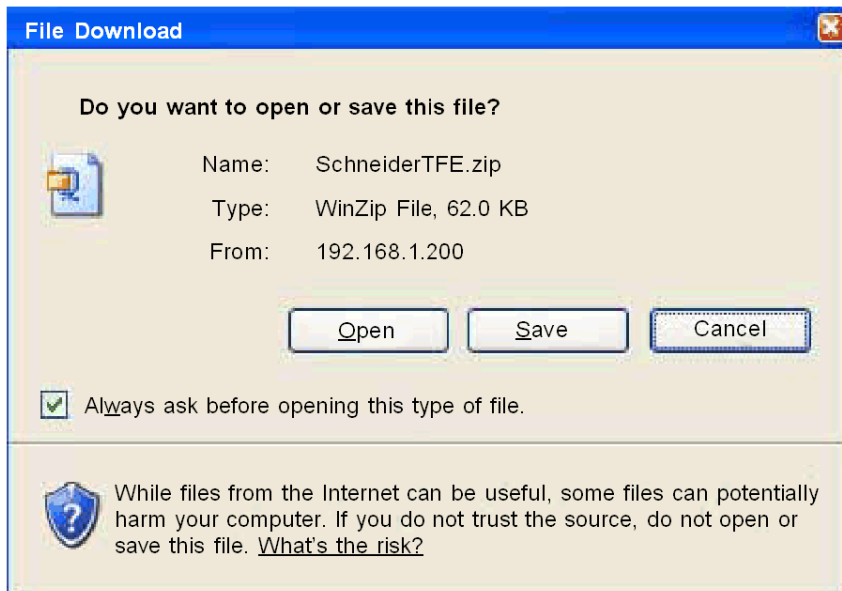 File Download
Do you want to open or save this file?
Name: SchneiderTFE.zip
Type: WinZip File, 62.0 KB
From: 192.168.1.200
Open Save Cancel
Always ask before opening this type of file.
While files from the Internet can be useful, some files can potentially
harm your computer. If you do not trust the source, do not open or
save this file. What's the risk?